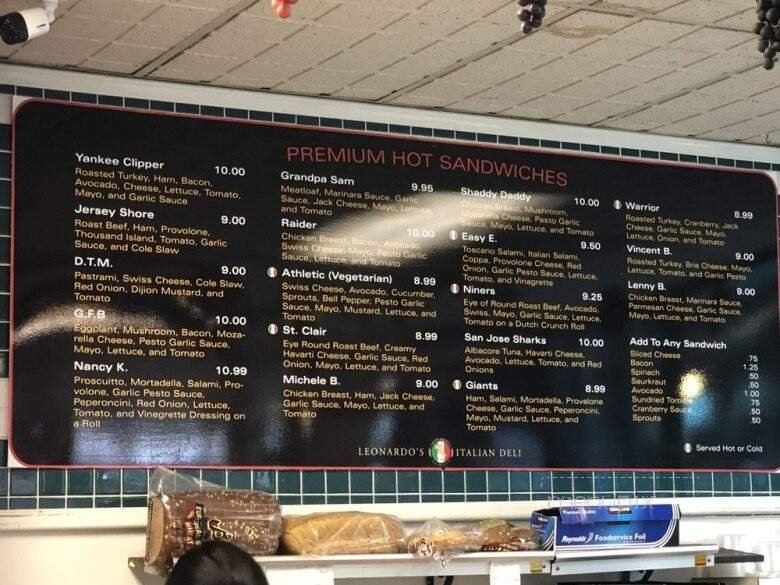 PREMIUM HOT SANDWICHES
Yankee Clipper 10.00
Roasted Turkey, Ham, Bacon,
Avocado, Cheese, Lettuce, Tomato,
Mayo, and Garlic Sauce
Jersey Shore 9.00
Roast Beef, Ham, Provolone,
Thousand Island, Tomato, Garlic
Sauce, and Cole Slaw
D.T.M. 9.00
Pastrami, Swiss Cheese, Cole Slaw,
Red Onion, Dijion Mustard, and
Tomato
G.F.B 10.00
Eggplant, Mushroom, Bacon, Moza-
rella Cheese, Pesto Garlic Sauce,
Mayo, Lettuce, and Tomato
Nancy K. 10.99
Proscuitto, Mortadella, Salami, Pro-
volone, Garlic Pesto Sauce,
Peperoncini, Red Onion, Lettuce,
Tomato, and Vinegrette Dressing on
a Roll
Grandpa Sam 9.95
Meatloaf, Marinara Sauce, Garlic
Sauce, Jack Cheese, Mayo, Lettuce
and Tomato
Raider 10.00
Chicken Breast, Bacon, Avocado
Swiss Cheese, Mayo, Pesto Garlic
Sauce, Lettuce, and Tomato
Athletic (Vegetarian) 8.99
Swiss Cheese, Avocado, Cucumber,
Sprouts, Bell Pepper, Pesto Garlic
Sauce, Mayo, Mustard, Lettuce, and
Tomato
St. Clair 8.99
Eye Round Roast Beef, Creamy
Havarti Cheese, Garlic Sauce, Red
Onion, Mayo, Lettuce, and Tomato
Michele B. 9.00
Chicken Breast, Ham, Jack Cheese,
Garlic Sauce, Mayo, Lettuce, and
Tomato
Shaddy Daddy 10.00
Chicken Breast, Mushroom,
Cheese, Pesto Garlic
Sauce, Mayo, Lettuce, and Tomato
Easy E. 9.50
Toscano Salami, Italian Salami,
Coppa, Provolone Cheese, Red
Onion, Garlic Pesto Sauce, Lettuce,
Tomato, and Vinagrette
Niners 9.25
Eye of Round Roast Beef, Avocado,
Swiss, Mayo, Garlic Sauce, Lettuce,
Tomato on a Dutch Crunch Roll
San Jose Sharks 10.00
Albacore Tuna, Havarti Cheese,
Avocado, Lettuce, Tomato, and Red
Onions
Giants 8.99
Ham, Salami, Mortadella, Provolone
Cheese, Garlic Sauce, Peperoncini,
Mayo, Mustard, Lettuce, and
Tomato
Warrior 8.99
Roasted Turkey, Cranberry, Jack
Cheese, Garlic Sauce, Mayo,
Lettuce, Onion, and Tomato
Vincent B. 9.00
Roasted Turkey, Brie Cheese, Mayo,
Lettuce, Tomato, and Garlic Pesto
Lenny B. 9.00
Chicken Breast, Marinara Sauce,
Parmesan Cheese, Garlic Sauce,
Mayo, Lettuce, and Tomato
Add To Any Sandwich
Sliced Cheese .75
Bacon 1.25
Spinach .50
Saurkraut .50
Avocado 1.00
Sundried Tomato .75
Cranberry Sauce .50
Sprouts .50
Served Hot or Cold
LEONARDO'S ITALIAN DELI
Premium Quality
KIRKLAND
Reynolds Foodservice Foil